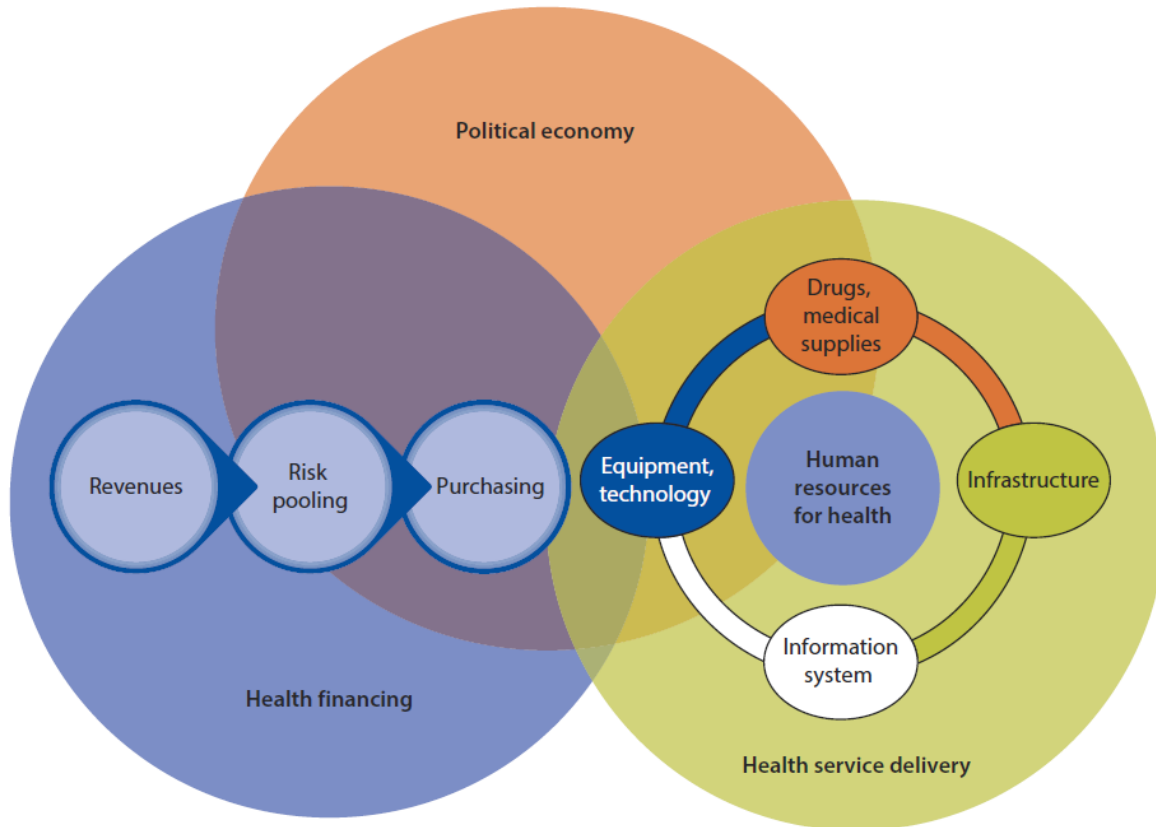 Political economy
Drugs,
medical
supplies
Revenues
Risk
pooling
Purchasing
Equipment,
technology
Human
resources
for health
Infrastructure
Information
system
Health financing
Health service delivery